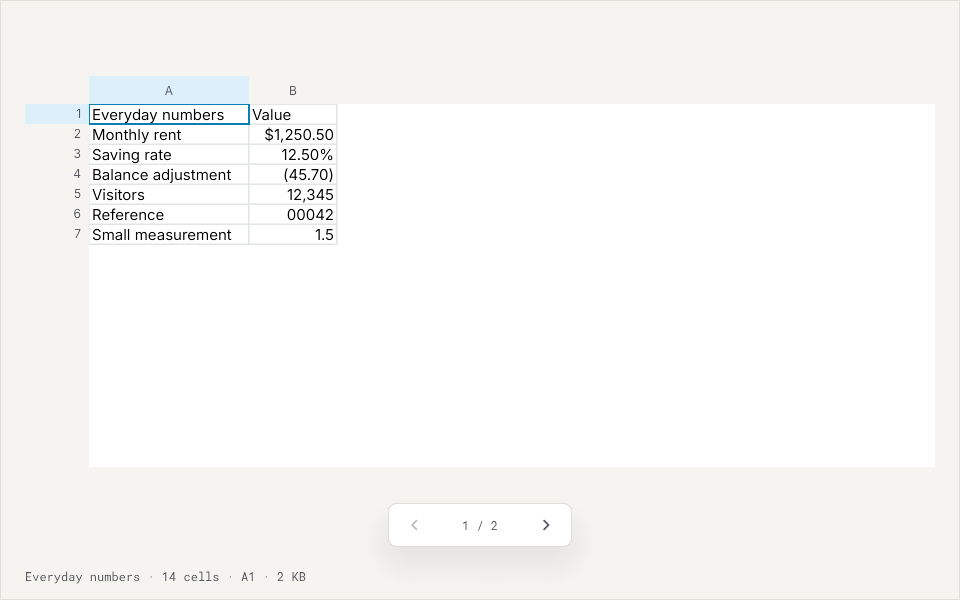 A B
1 Everyday numbers Value
2 Monthly rent $1,250.50
3 Saving rate 12.50%
4 Balance adjustment (45.70)
5 Visitors 12,345
6 Reference 00042
7 Small measurement 1.5
1 / 2
Everyday numbers · 14 cells · A1 · 2 KB